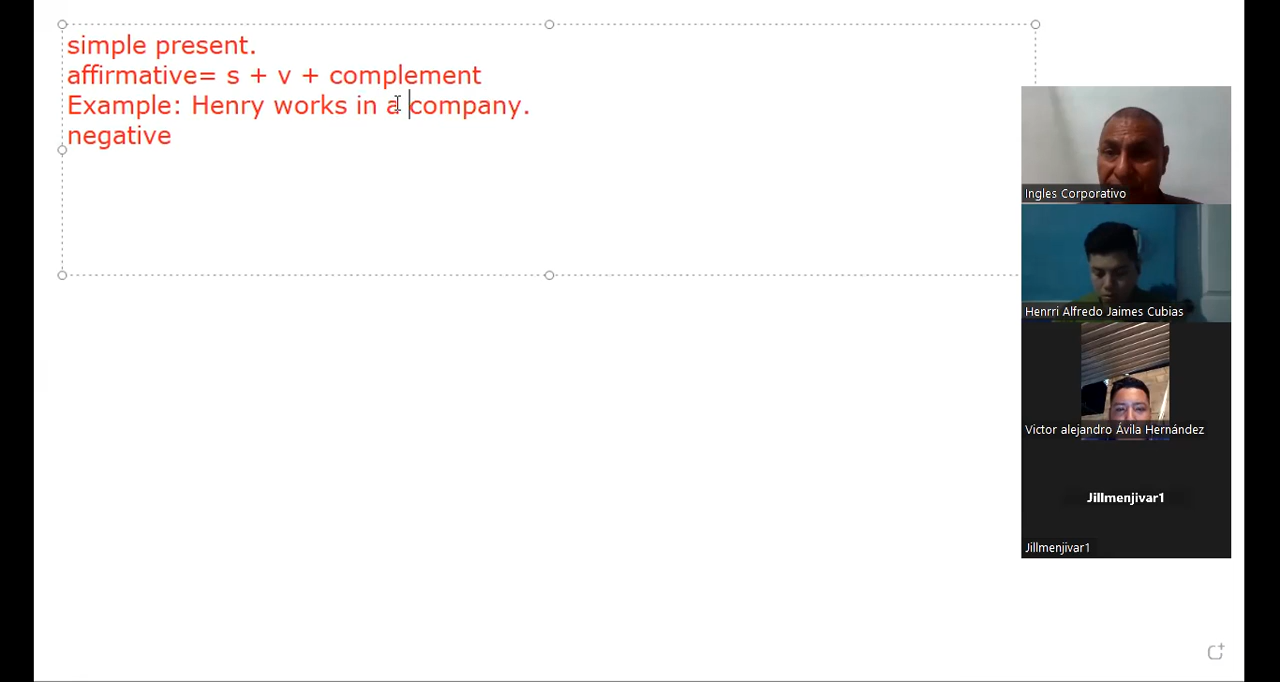 simple present.
affirmative= s + v + complement
Example: Henry works in a company.
negative
Ingles Corporativo
Henrri Alfredo Jaimes Cubias
Victor alejandro Ávila Hernández
Jillmenjivar1
Jillmenjivar1